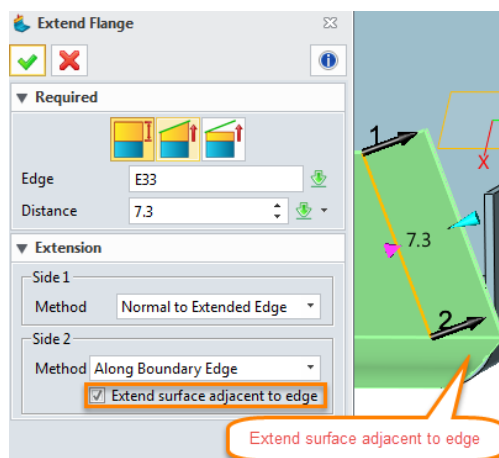 Extend Flange
Required
Edge E33
Distance 7.3
Extension
Side 1
Method Normal to Extended Edge
Side 2
Method Along Boundary Edge
Extend surface adjacent to edge
1
X
7.3
2
Extend surface adjacent to edge